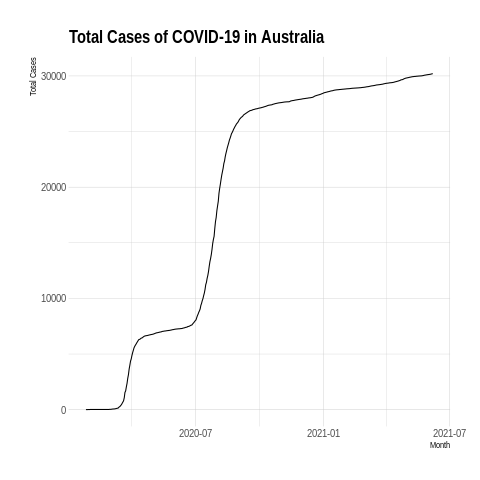 Total Cases of COVID-19 in Australia
Total Cases
30000
20000
10000
0
2020-07
2021-01
2021-07
Month